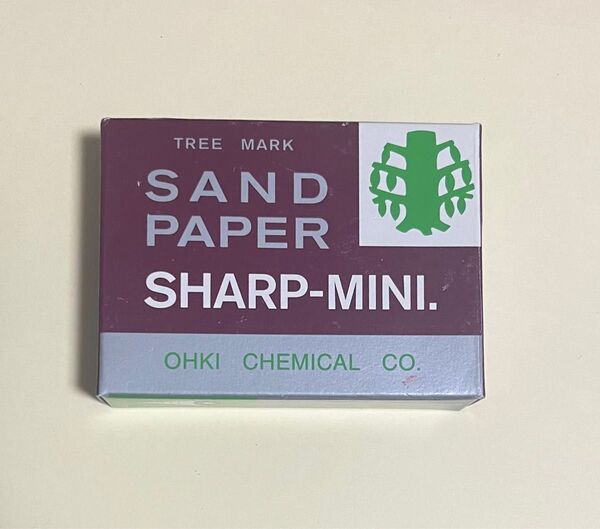 TREE MARK
SAND
PAPER
SHARP-MINI.
OHKI CHEMICAL CO.